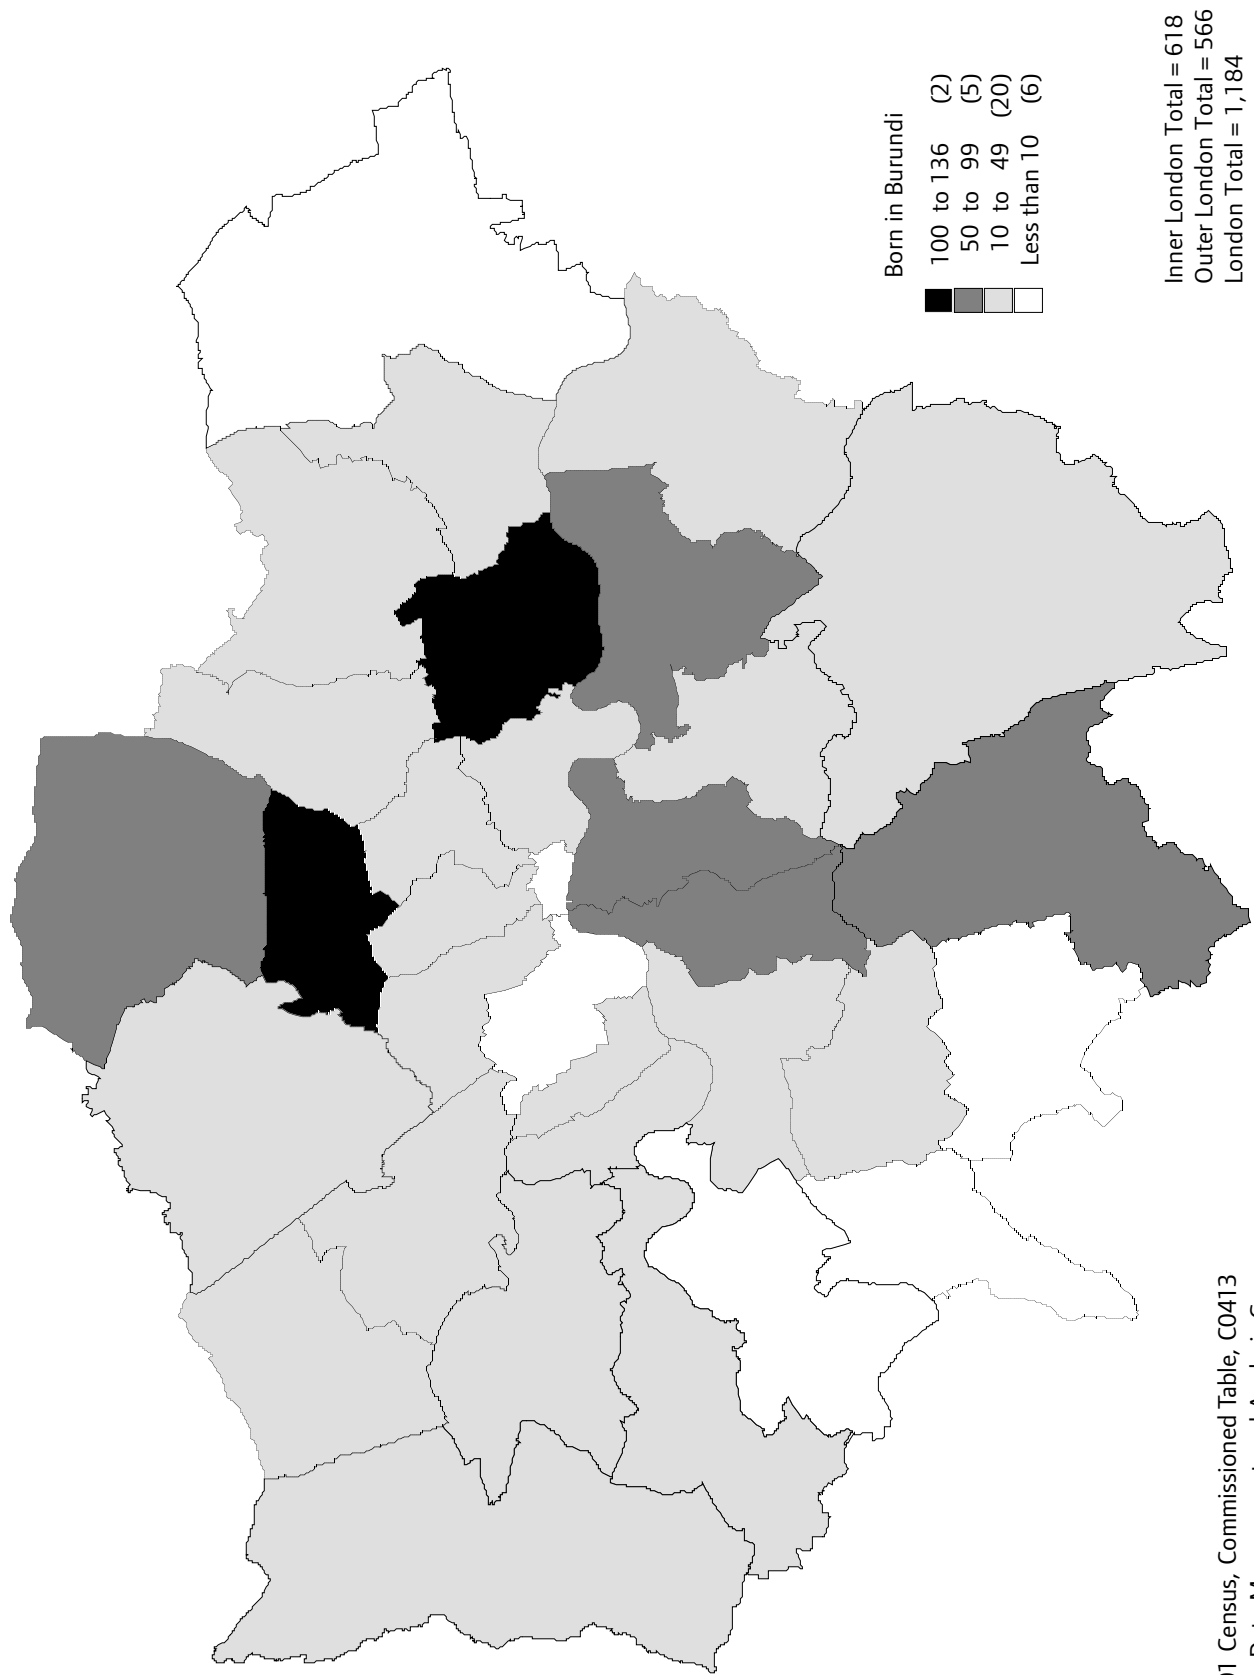 Born in Burundi
100 to 136 (2)
50 to 99 (5)
10 to 49 (20)
Less than 10 (6)
Inner London Total = 618
Outer London Total = 566
London Total = 1,184
Census, Commissioned Table, C0413